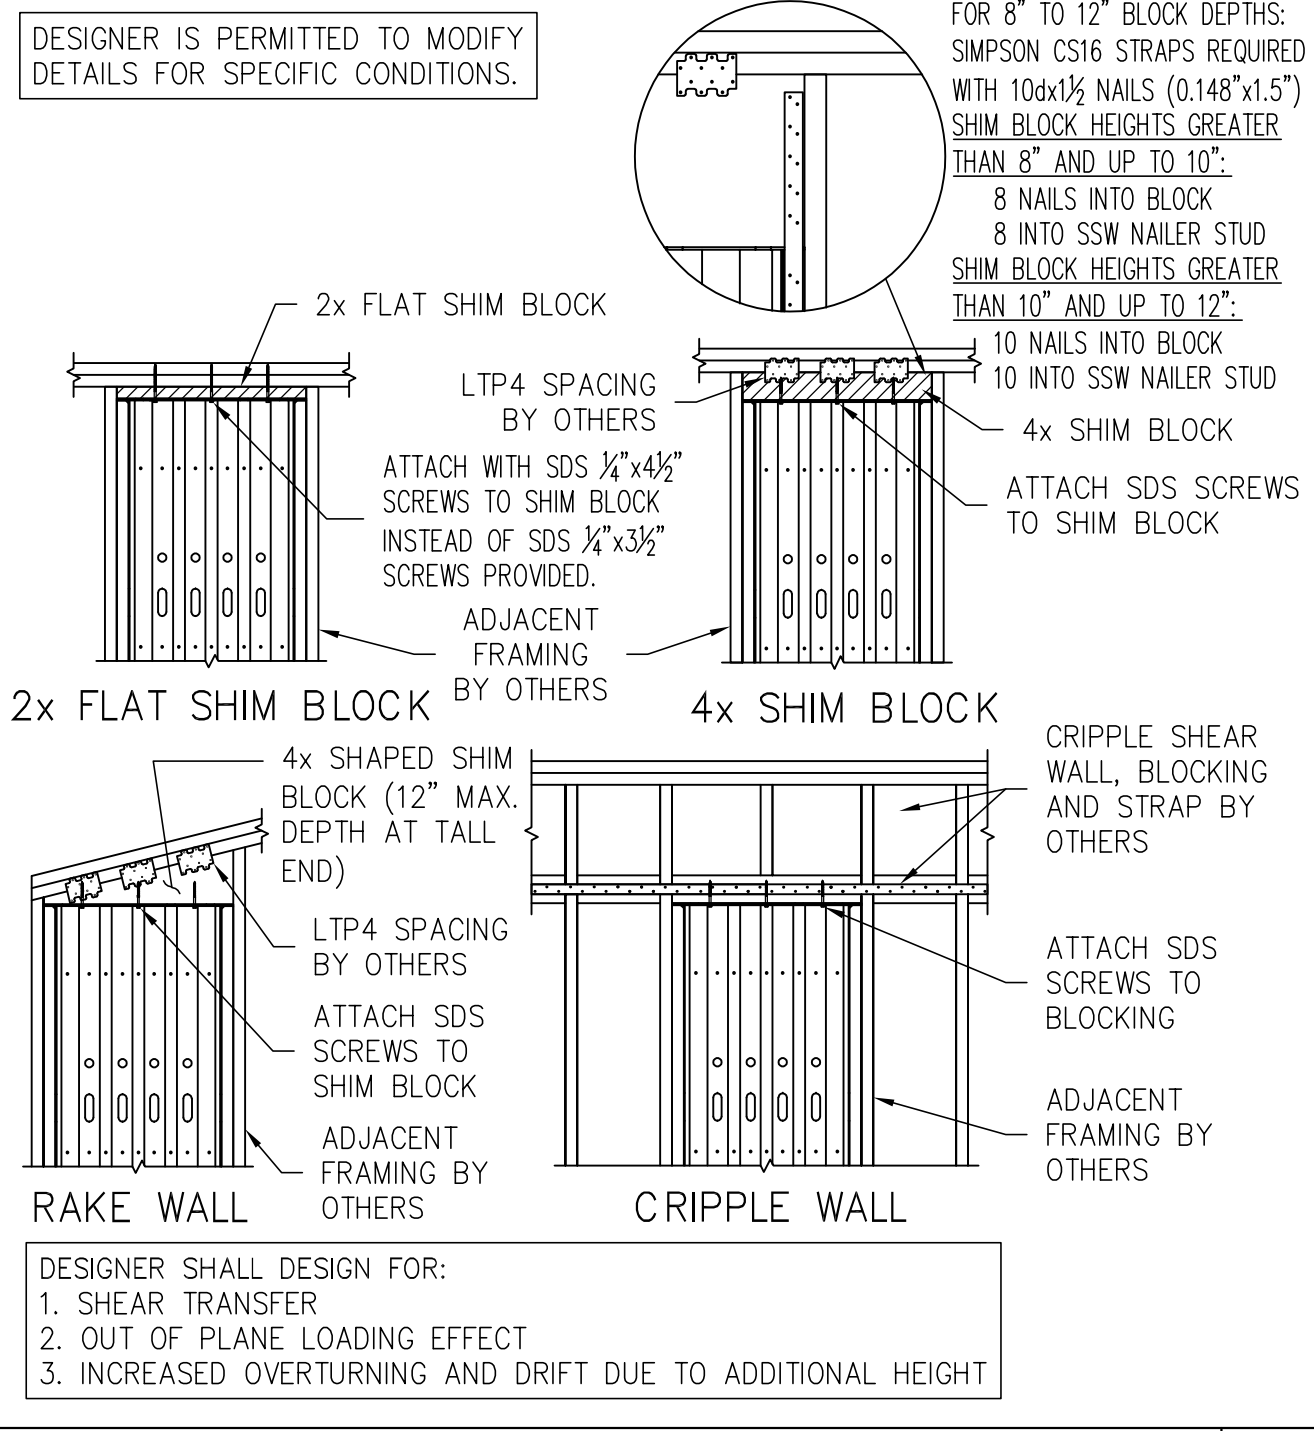 DESIGNER IS PERMITTED TO MODIFY
DETAILS FOR SPECIFIC CONDITIONS.
FOR 8" TO 12" BLOCK DEPTHS:
SIMPSON CS16 STRAPS REQUIRED
WITH 10dx1½ NAILS (0.148"x1.5")
SHIM BLOCK HEIGHTS GREATER
THAN 8" AND UP TO 10":
8 NAILS INTO BLOCK
8 INTO SSW NAILER STUD
SHIM BLOCK HEIGHTS GREATER
THAN 10" AND UP TO 12":
10 NAILS INTO BLOCK
10 INTO SSW NAILER STUD
2x FLAT SHIM BLOCK
LTP4 SPACING
BY OTHERS
ATTACH WITH SDS ¼"x4½"
SCREWS TO SHIM BLOCK
INSTEAD OF SDS ¼"x3½"
SCREWS PROVIDED.
4x SHIM BLOCK
ATTACH SDS SCREWS
TO SHIM BLOCK
ADJACENT
FRAMING
BY OTHERS
2x FLAT SHIM BLOCK
4x SHIM BLOCK
4x SHAPED SHIM
BLOCK (12" MAX.
DEPTH AT TALL
END)
LTP4 SPACING
BY OTHERS
ATTACH SDS
SCREWS TO
SHIM BLOCK
ADJACENT
FRAMING BY
OTHERS
RAKE WALL
CRIPPLE SHEAR
WALL, BLOCKING
AND STRAP BY
OTHERS
ATTACH SDS
SCREWS TO
BLOCKING
ADJACENT
FRAMING BY
OTHERS
CRIPPLE WALL
DESIGNER SHALL DESIGN FOR:
1. SHEAR TRANSFER
2. OUT OF PLANE LOADING EFFECT
3. INCREASED OVERTURNING AND DRIFT DUE TO ADDITIONAL HEIGHT